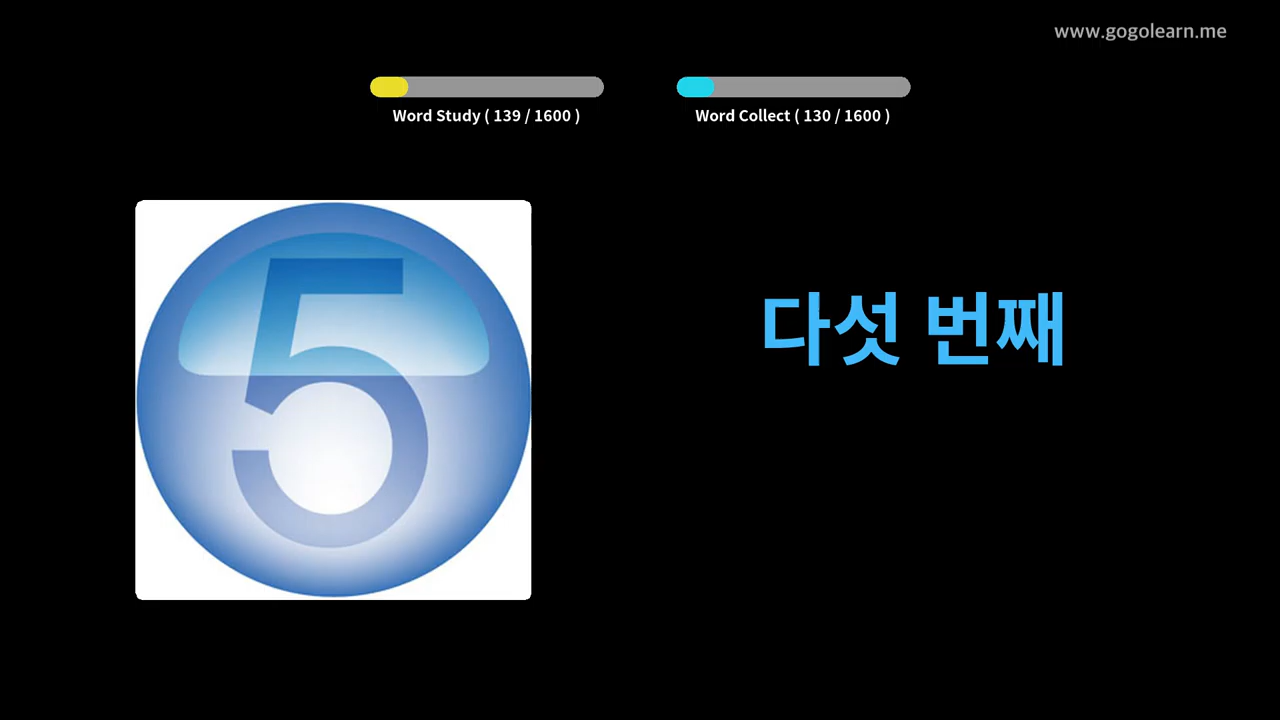 www.gogolearn.me
Word Study ( 139 / 1600 )
Word Collect ( 130 / 1600 )
5
다섯 번째